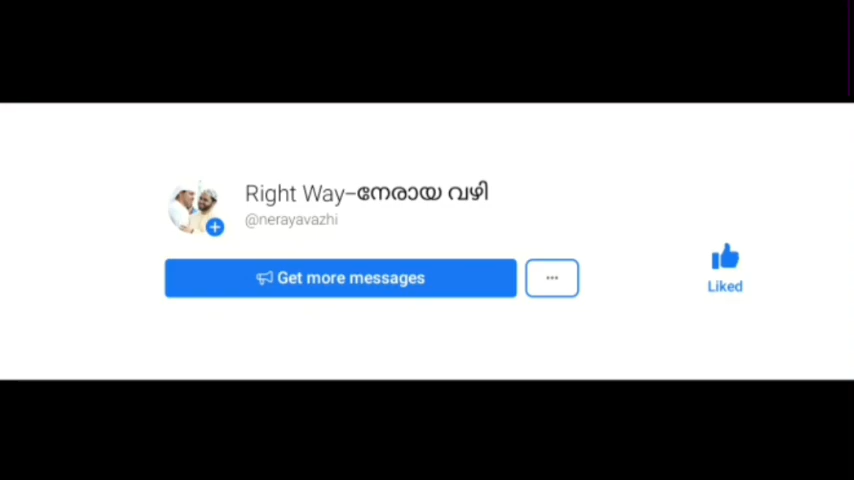 Right Way-നേരായ വഴി
@nerayavazhi
Get more messages
...
Liked